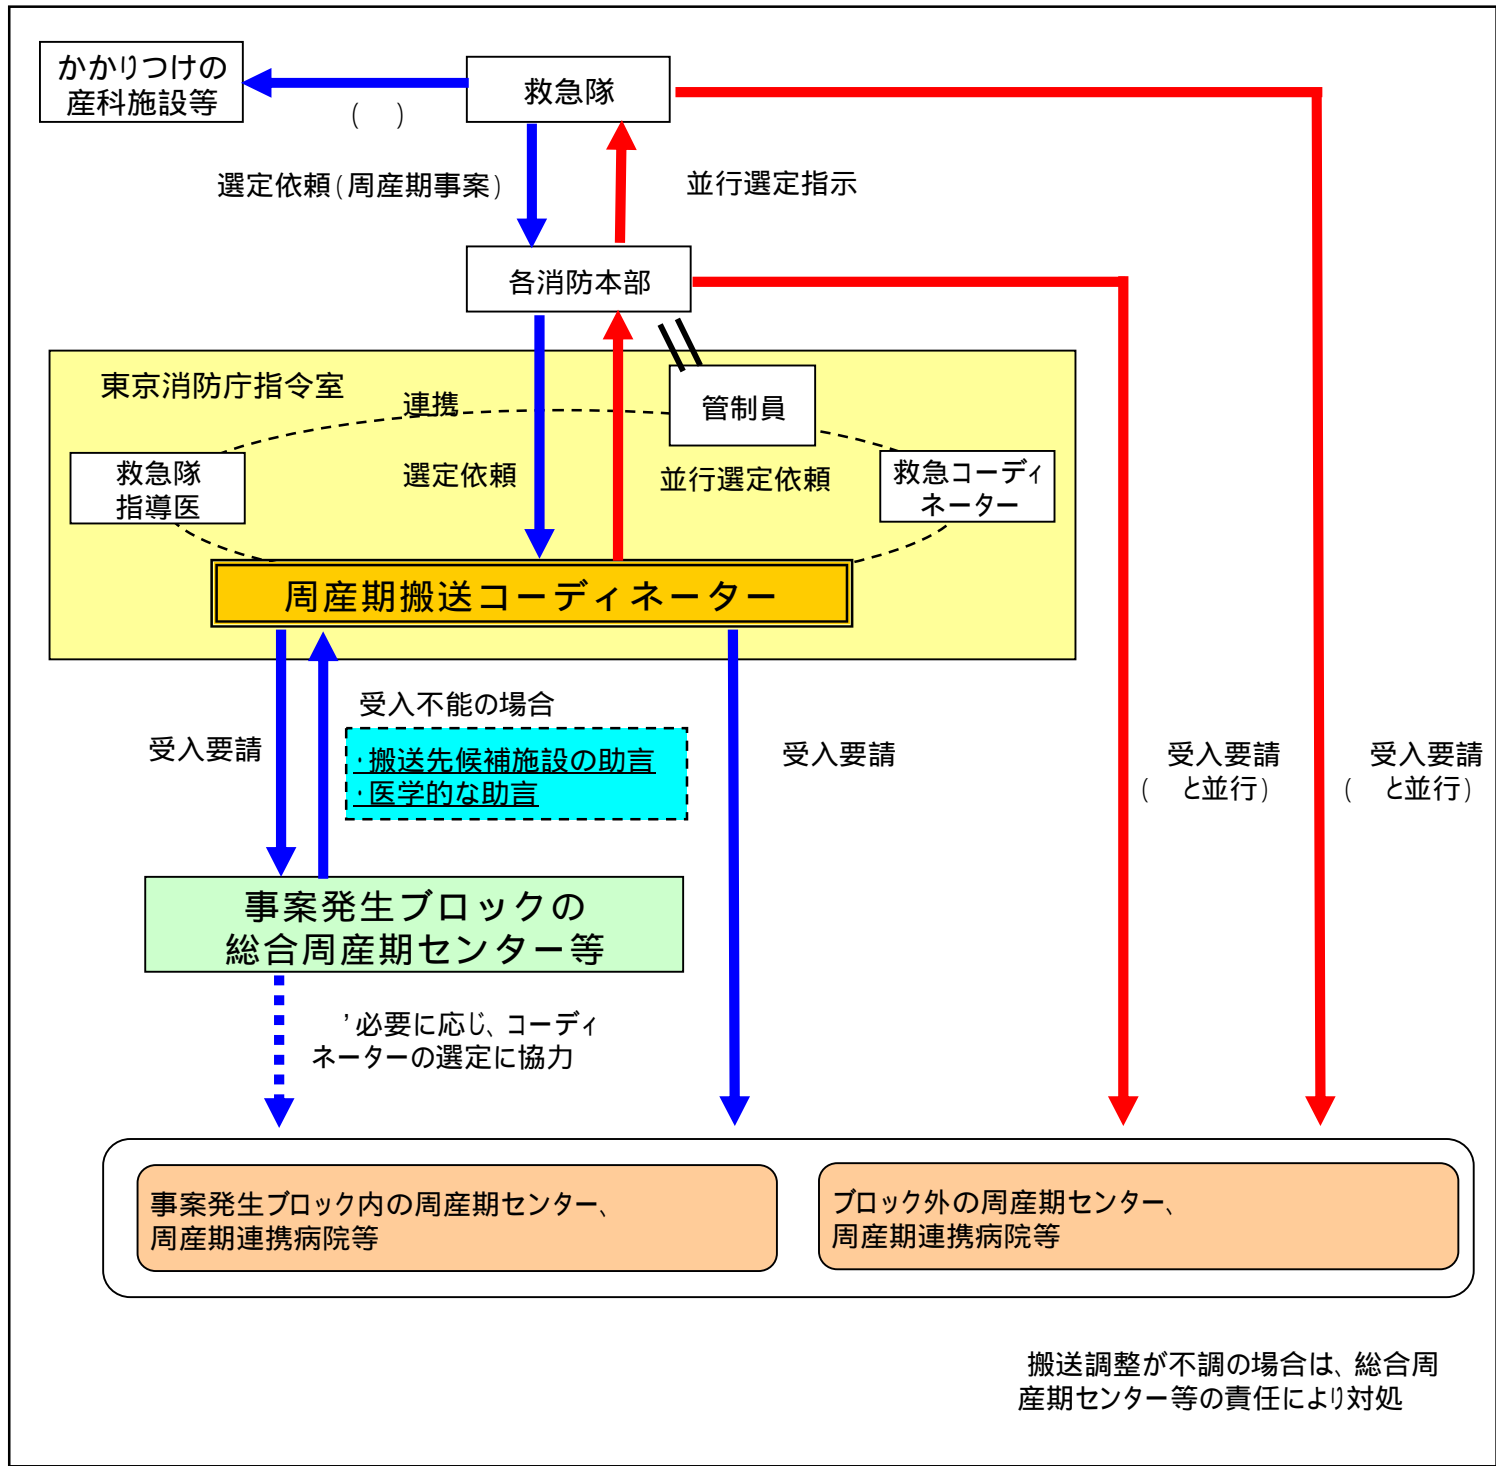 かかりつけの
産科施設等
救急隊
(　)
選定依頼(周産期事案)
並行選定指示
各消防本部
東京消防庁指令室
連携
管制員
救急隊
指導医
選定依頼
並行選定依頼
救急コーディ
ネーター
周産期搬送コーディネーター
受入要請
受入不能の場合
・搬送先候補施設の助言
・医学的な助言
受入要請
受入要請
(　と並行)
受入要請
(　と並行)
事案発生ブロックの
総合周産期センター等
’必要に応じ、コーディ
ネーターの選定に協力
事案発生ブロック内の周産期センター、
周産期連携病院等
ブロック外の周産期センター、
周産期連携病院等
搬送調整が不調の場合は、総合周
産期センター等の責任により対処